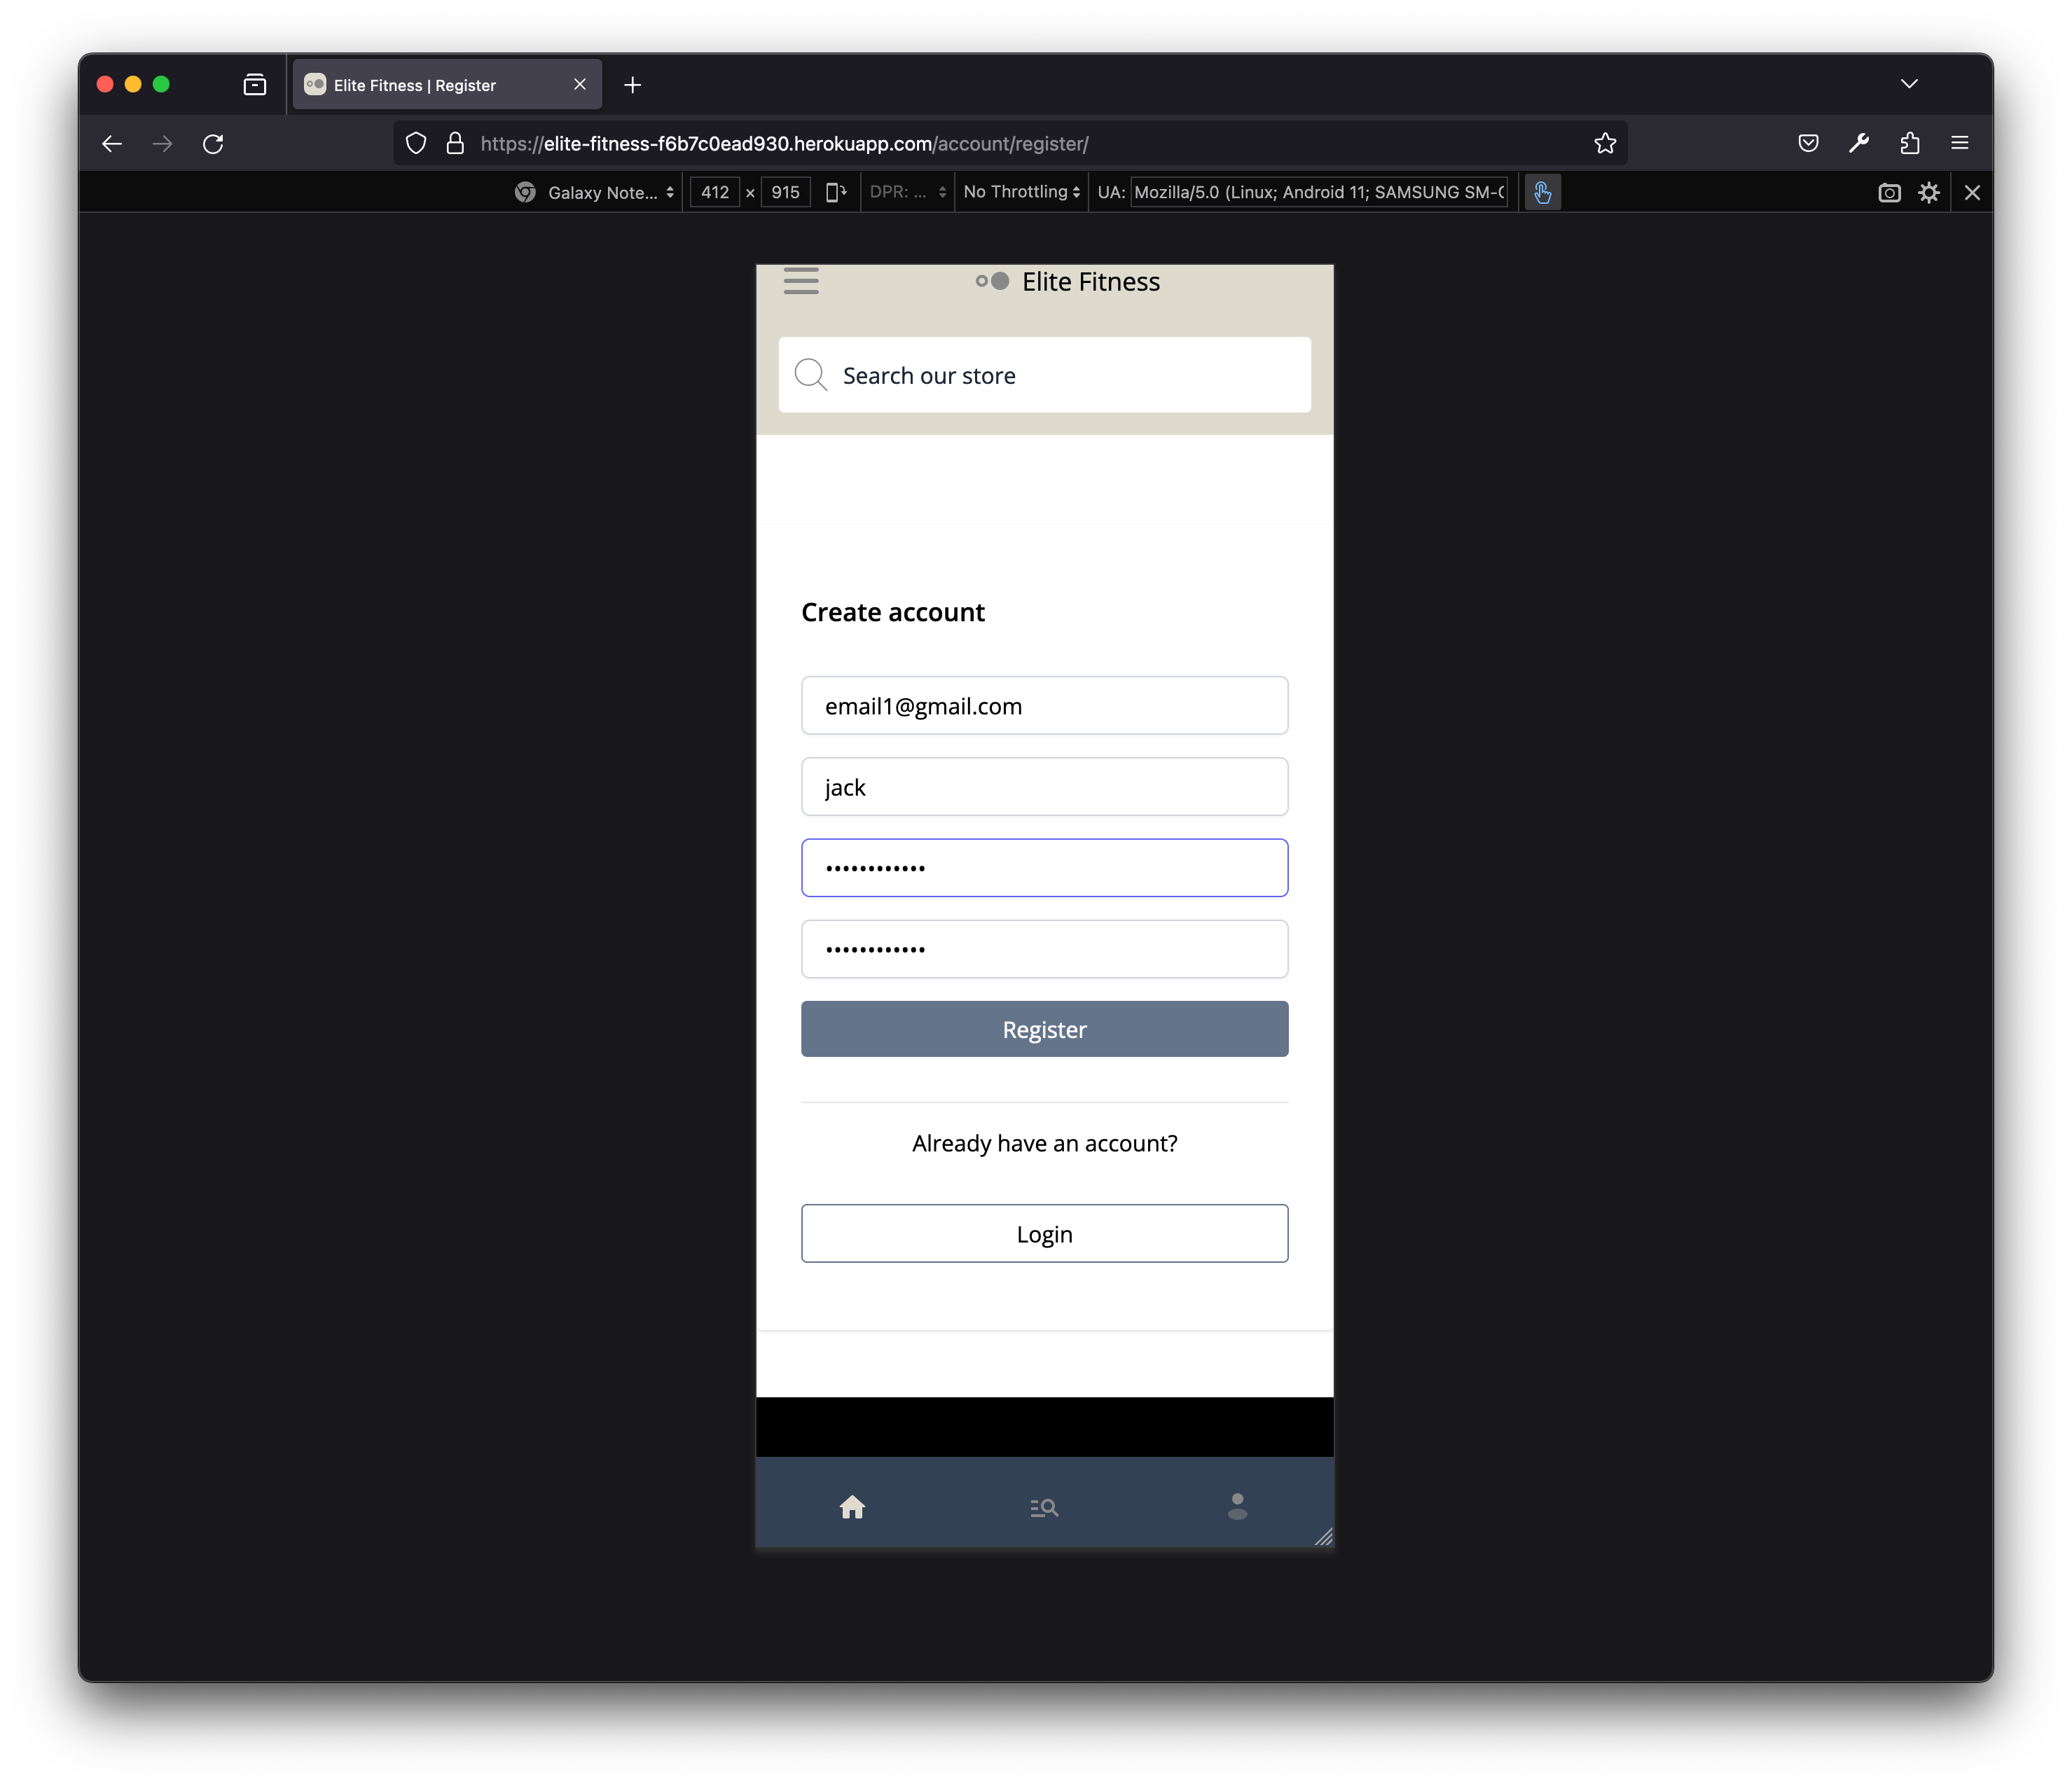 Elite Fitness | Register
https://elite-fitness-f6b7c0ead930.herokuapp.com/account/register/
Galaxy Note... 412 × 915 DPR: ... No Throttling UA: Mozilla/5.0 (Linux; Android 11; SAMSUNG SM-
Elite Fitness
Search our store
Create account
email1@gmail.com
jack
••••••••••••
••••••••••••
Register
Already have an account?
Login